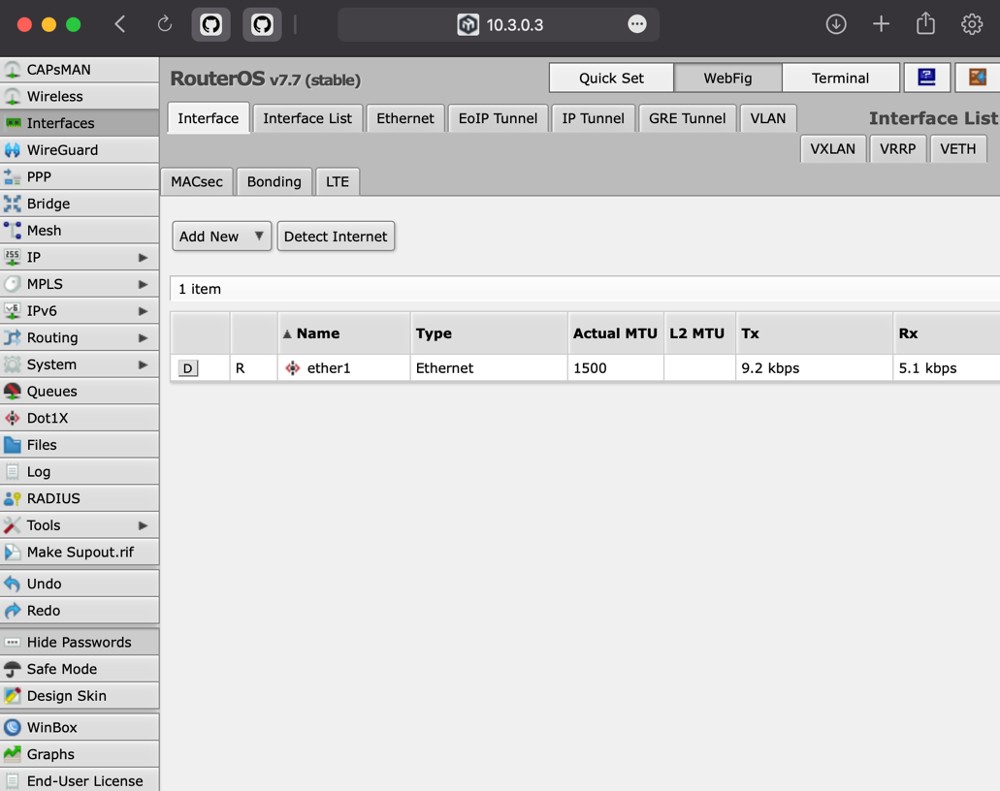 10.3.0.3
CAPsMAN
Wireless
Interfaces
WireGuard
PPP
Bridge
Mesh
IP
MPLS
IPv6
Routing
System
Queues
Dot1X
Files
Log
RADIUS
Tools
Make Supout.rif
Undo
Redo
Hide Passwords
Safe Mode
Design Skin
WinBox
Graphs
End-User License
RouterOS v7.7 (stable)
Quick Set WebFig Terminal
Interface Interface List Ethernet EoIP Tunnel IP Tunnel GRE Tunnel VLAN Interface List
VXLAN VRRP VETH
MACsec Bonding LTE
Add New ▼ Detect Internet
1 item
▲ Name Type Actual MTU L2 MTU Tx Rx
D R ether1 Ethernet 1500 9.2 kbps 5.1 kbps